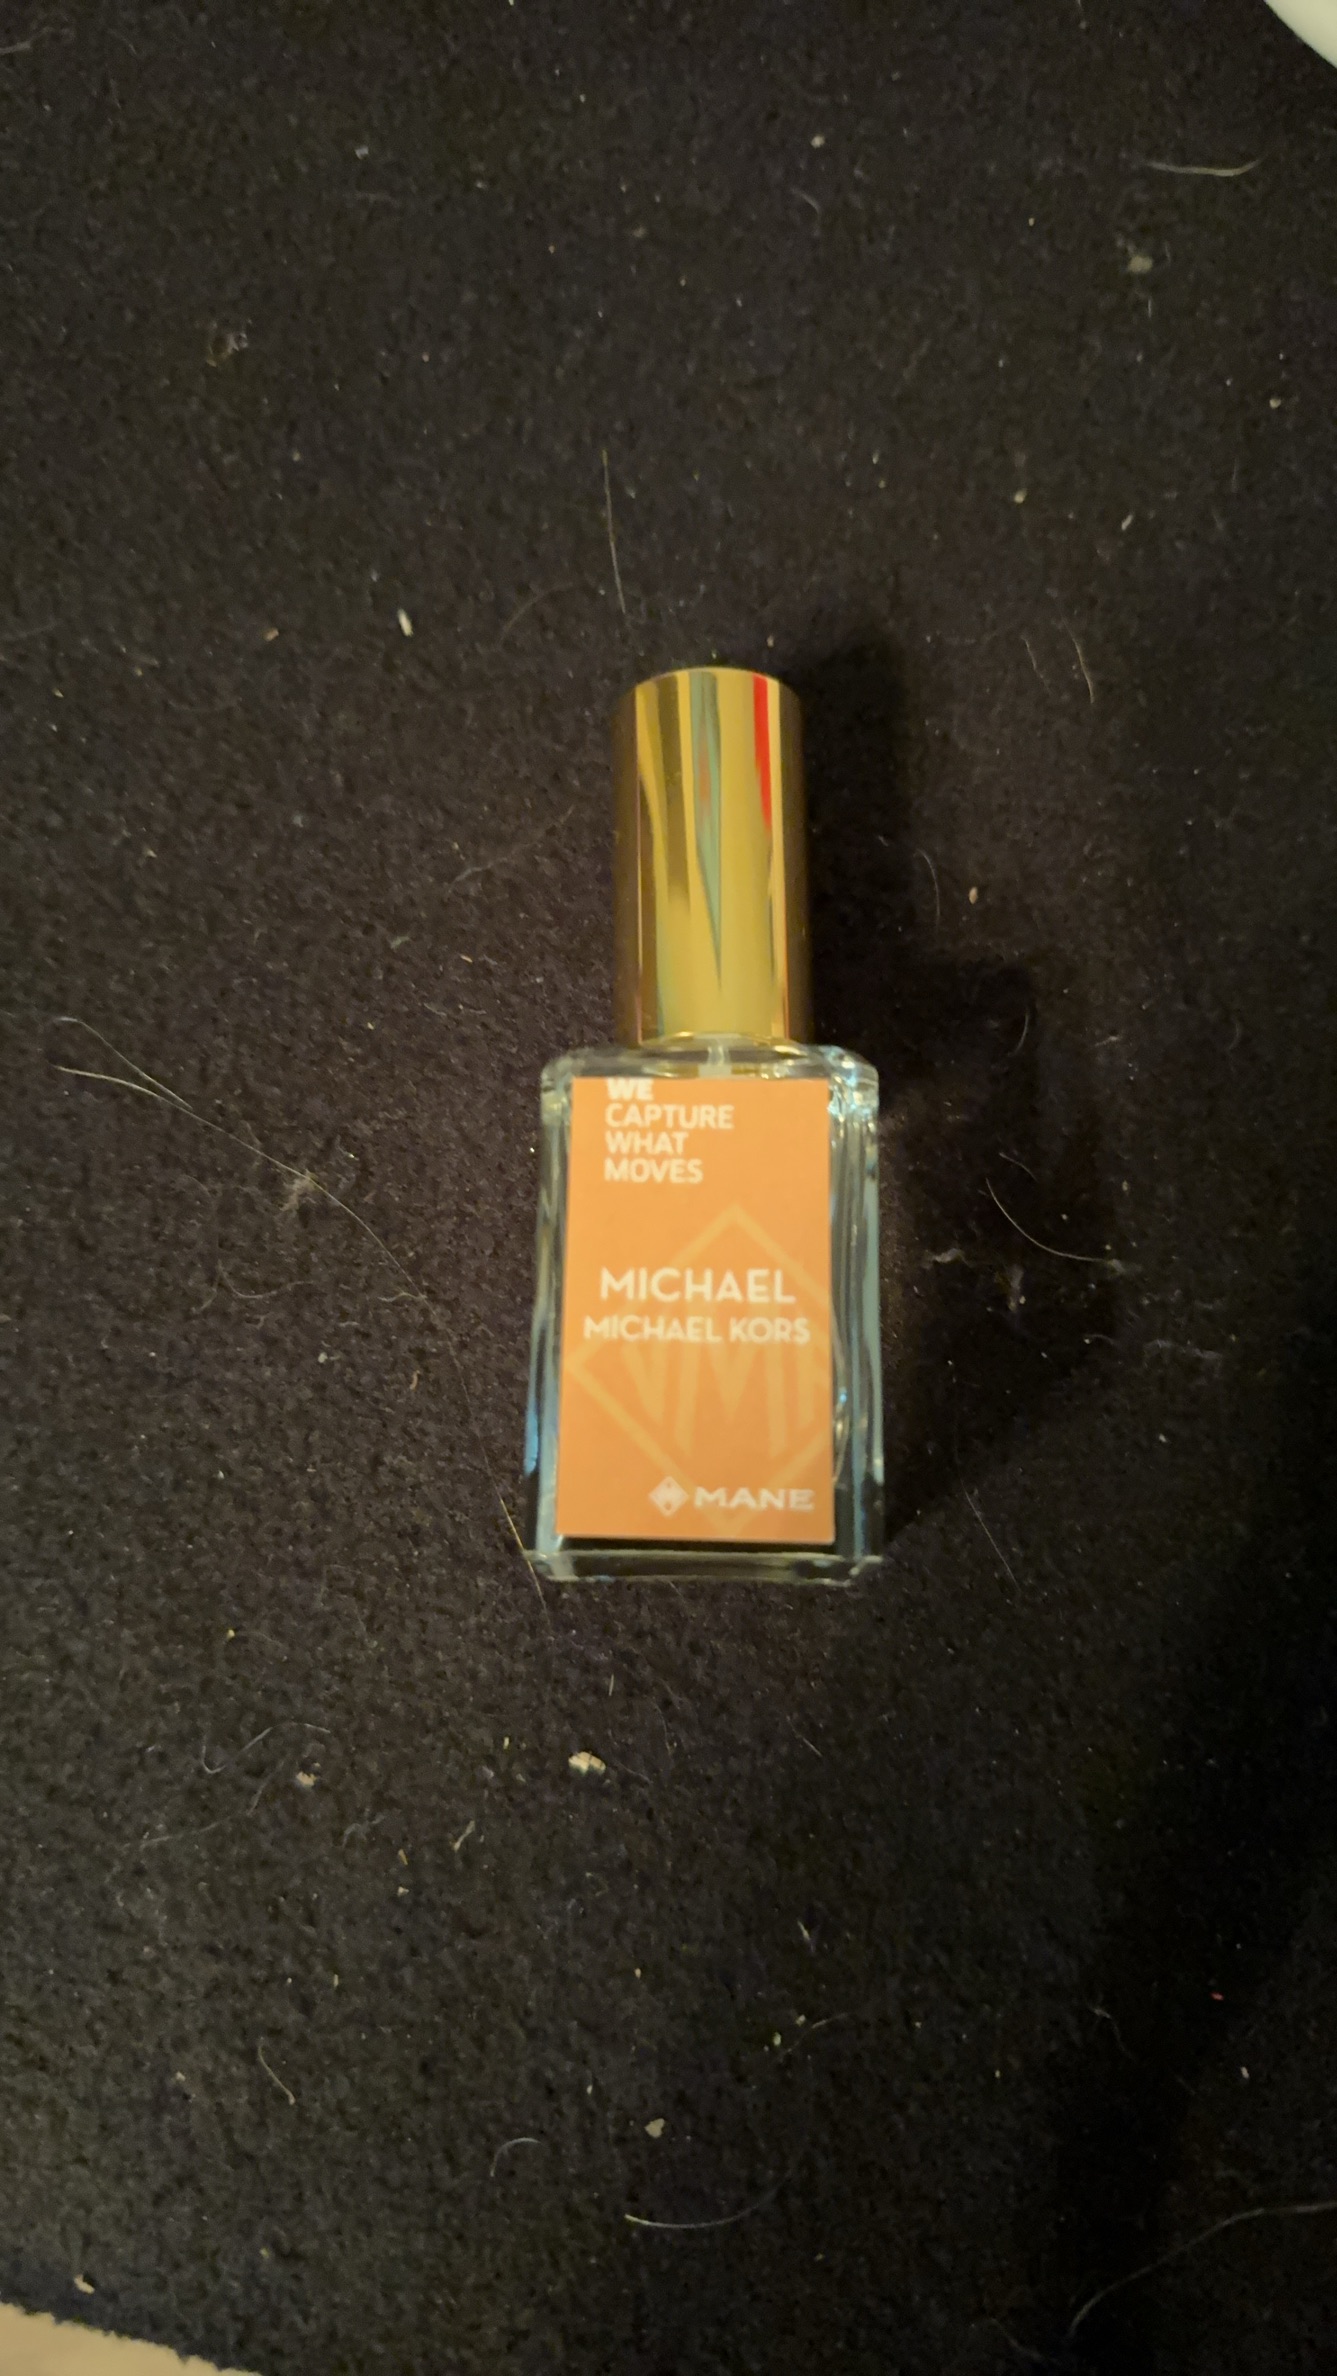 WE
CAPTURE
WHAT
MOVES
MICHAEL
MICHAEL KORS
MANE